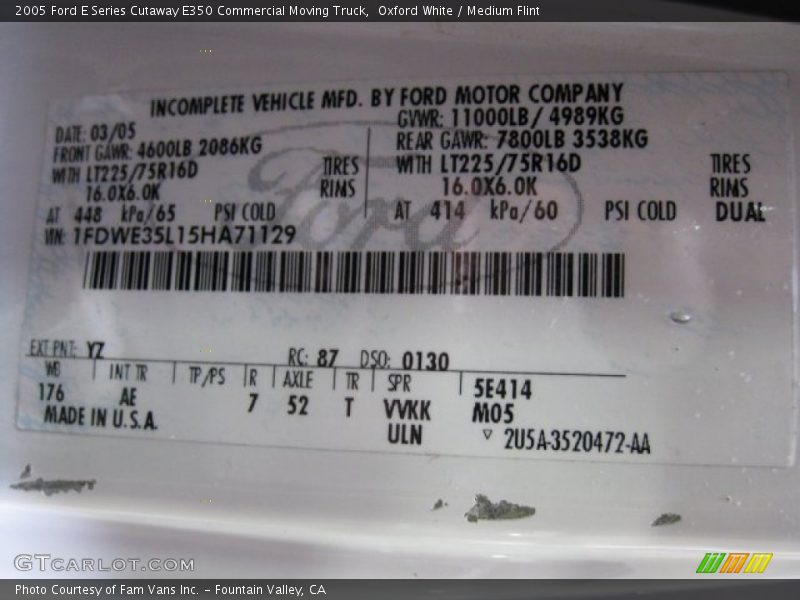 2005 Ford E Series Cutaway E350 Commercial Moving Truck,  Oxford White / Medium Flint
INCOMPLETE VEHICLE MFD. BY FORD MOTOR COMPANY
DATE: 03/05 GVWR: 11000LB/ 4989KG
FRONT GAWR: 4600LB 2086KG REAR GAWR: 7800LB 3538KG
WITH LT225/75R16D TIRES WITH LT225/75R16D TIRES
16.0X6.0K RIMS 16.0X6.0K RIMS
AT 448 kPa/65 PSI COLD AT 414 kPa/60 PSI COLD DUAL
VIN: 1FDWE35L15HA71129
Ford
EXT PNT: YZ RC: 87 DSO: 0130
WB INT TR TP/PS R AXLE TR SPR 5E414
176 AE 7 52 T VVKK M05
MADE IN U.S.A. ULN ▽ 2U5A-3520472-AA
GTCARLOT.COM
Photo Courtesy of Fam Vans Inc. – Fountain Valley, CA